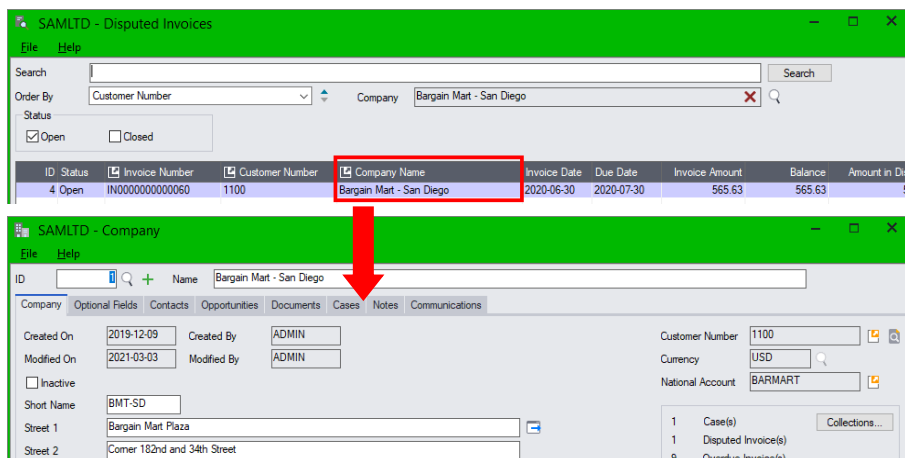 SAMLTD - Disputed Invoices
File Help
Search Search
Order By Customer Number Company Bargain Mart - San Diego
Status
Open Closed
ID Status Invoice Number Customer Number Company Name Invoice Date Due Date Invoice Amount Balance Amount in
4 Open IN0000000000060 1100 Bargain Mart - San Diego 2020-06-30 2020-07-30 565.63 565.63
SAMLTD - Company
File Help
ID 1 Name Bargain Mart - San Diego
Company Optional Fields Contacts Opportunities Documents Cases Notes Communications
Created On 2019-12-09 Created By ADMIN Customer Number 1100
Modified On 2021-03-03 Modified By ADMIN Currency USD
Inactive National Account BARMART
Short Name BMT-SD
Street 1 Bargain Mart Plaza 1 Case(s) Collections...
Street 2 Corner 182nd and 34th Street 1 Disputed Invoice(s)
Overdue Invoice(s)